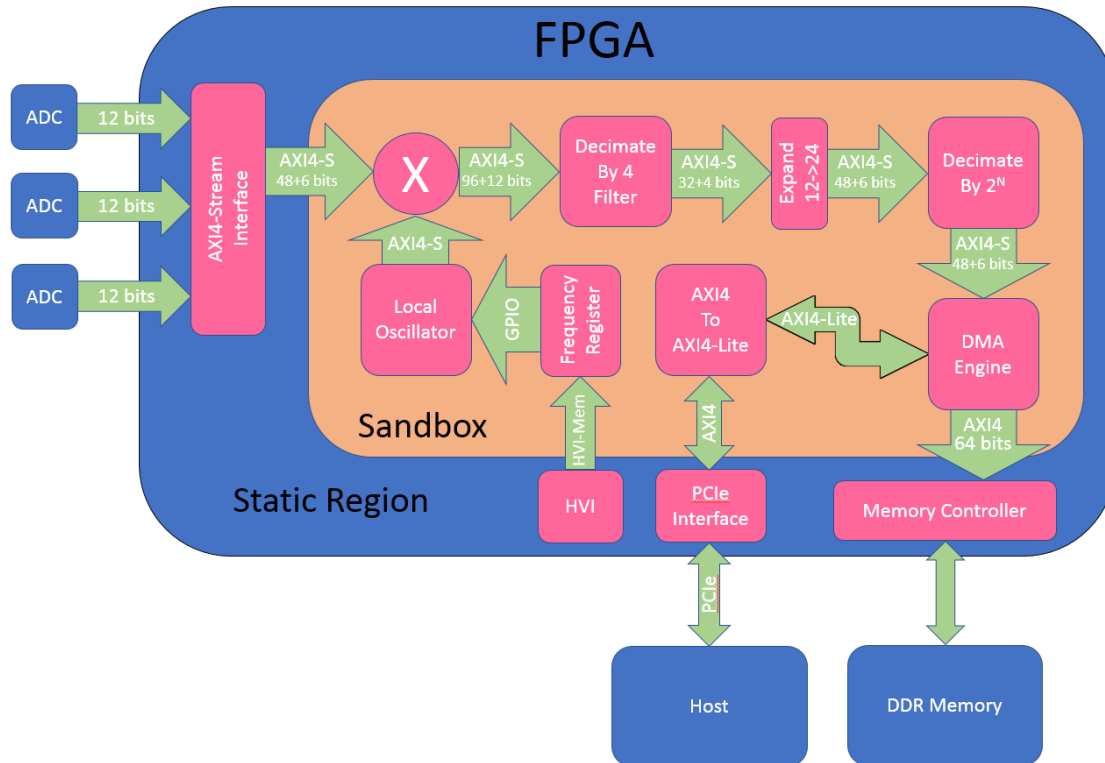 FPGA
ADC
12 bits
ADC
12 bits
ADC
12 bits
AXI4-Stream
Interface
AXI4-S
48+6 bits
X
AXI4-S
96+12 bits
Decimate
By 4
Filter
AXI4-S
32+4 bits
Expand
12->24
AXI4-S
48+6 bits
Decimate
By 2ᴺ
AXI4-S
48+6 bits
AXI4-S
Local
Oscillator
GPIO
Frequency
Register
AXI4
To
AXI4-Lite
AXI4-Lite
DMA
Engine
Sandbox
HVI-Mem
AXI4
AXI4
64 bits
Static Region
HVI
PCIe
Interface
Memory Controller
PCIe
Host
DDR Memory